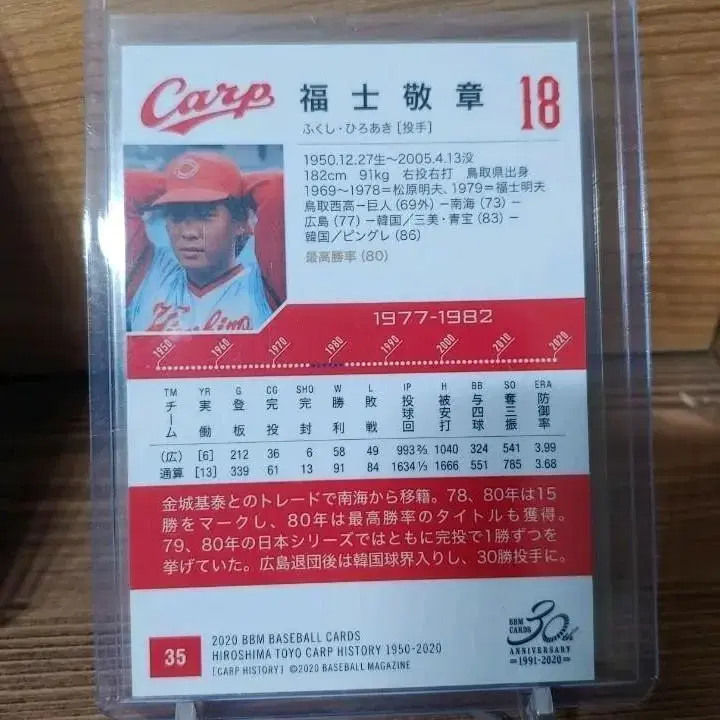 Carp
福士敬章
18
ふくし・ひろあき［投手］
1950.12.27生～2005.4.13没
182cm 91kg 右投右打 鳥取県出身
1969～1978＝松原明夫、1979＝福士明夫
鳥取西高－巨人（69外）－南海（73）－
広島（77）－韓国／三美・青宝（83）－
韓国／ピングレ（86）
最高勝率（80）
1977-1982
1950 1960 1970 1980 1990 2000 2010 2020
TM YR G CG SHO W L IP H BB SO ERA
チーム 実働 登板 完投 完封 勝利 敗戦 投球回 被安打 与四球 奪三振 防御率
（広） [6] 212 36 6 58 49 993 2/3 1040 324 541 3.99
通算 [13] 339 61 13 91 84 1634 1/3 1666 551 785 3.68
金城基泰とのトレードで南海から移籍。78、80年は15
勝をマークし、80年は最高勝率のタイトルも獲得。
79、80年の日本シリーズではともに完投で1勝ずつを
挙げていた。広島退団後は韓国球界入りし、30勝投手に。
35
2020 BBM BASEBALL CARDS
HIROSHIMA TOYO CARP HISTORY 1950-2020
[CARP HISTORY] ©2020 BASEBALL MAGAZINE
BBM
CARDS
30th
ANNIVERSARY
1991-2020